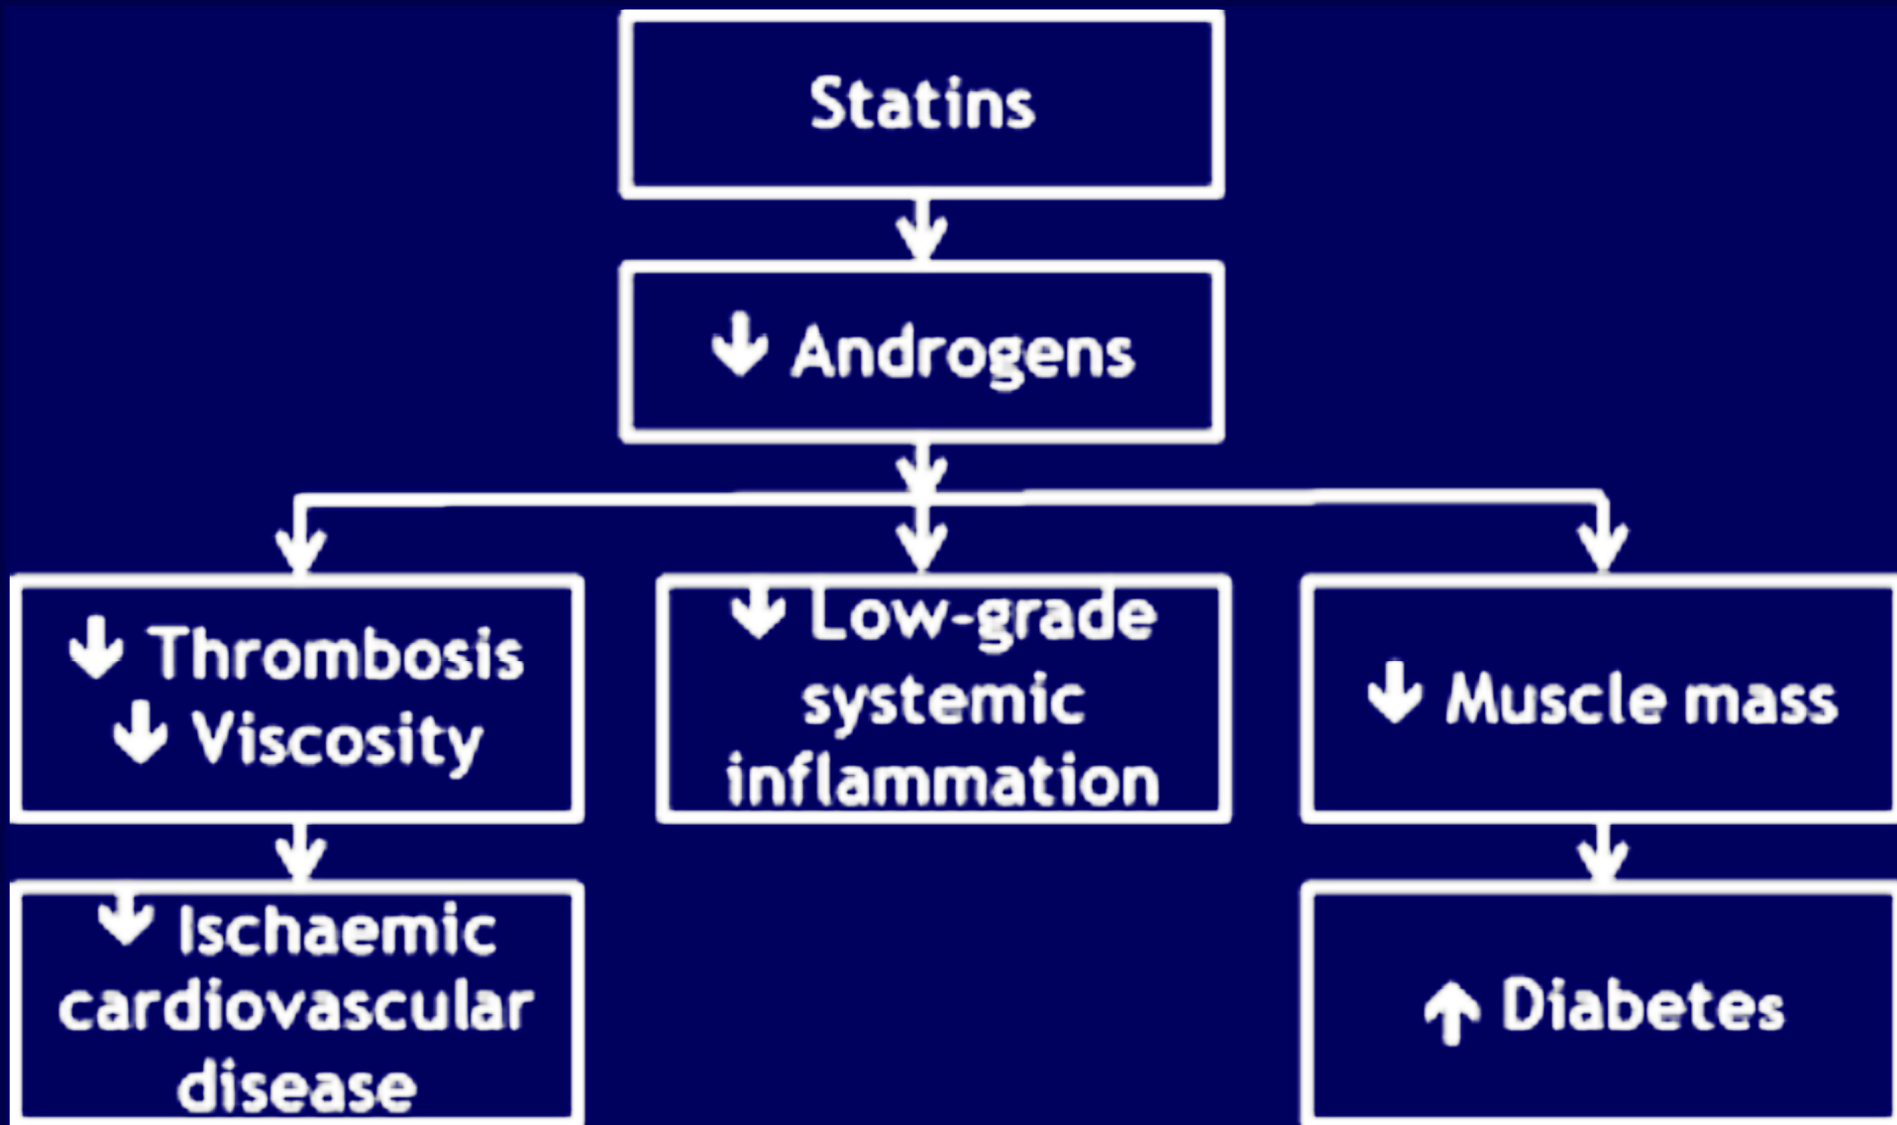 Statins
↓ Androgens
↓ Thrombosis
↓ Viscosity
↓ Low-grade
systemic
inflammation
↓ Muscle mass
↓ Ischaemic
cardiovascular
disease
↑ Diabetes